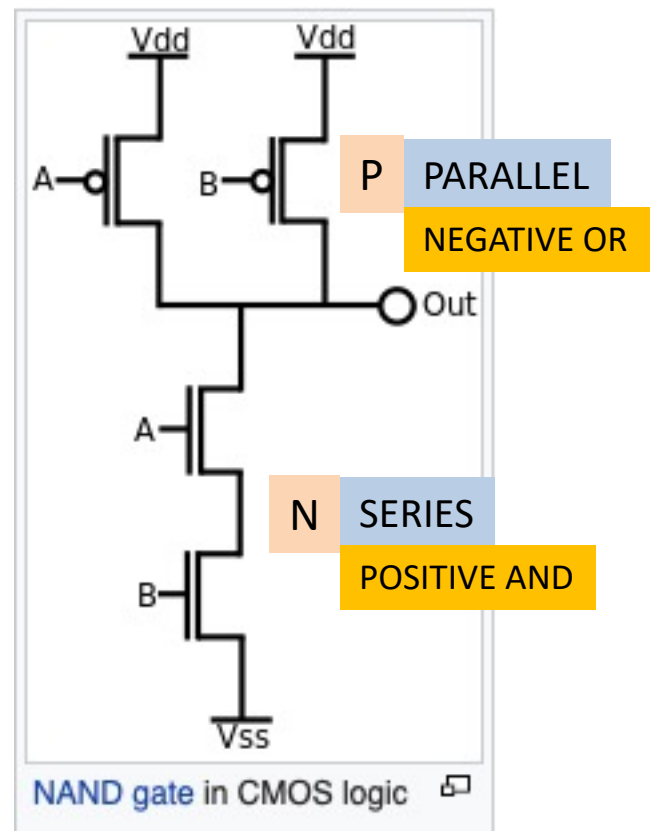 Vdd Vdd
A B P PARALLEL
NEGATIVE OR
Out
A
N SERIES
B POSITIVE AND
Vss
NAND gate in CMOS logic